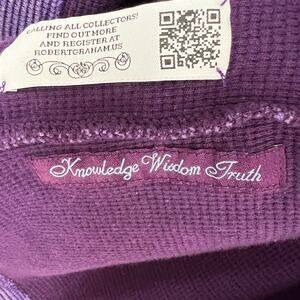 CALLING ALL COLLECTORS!
FIND OUT MORE
AND REGISTER AT
ROBERTGRAHAM.US
Knowledge Wisdom Truth